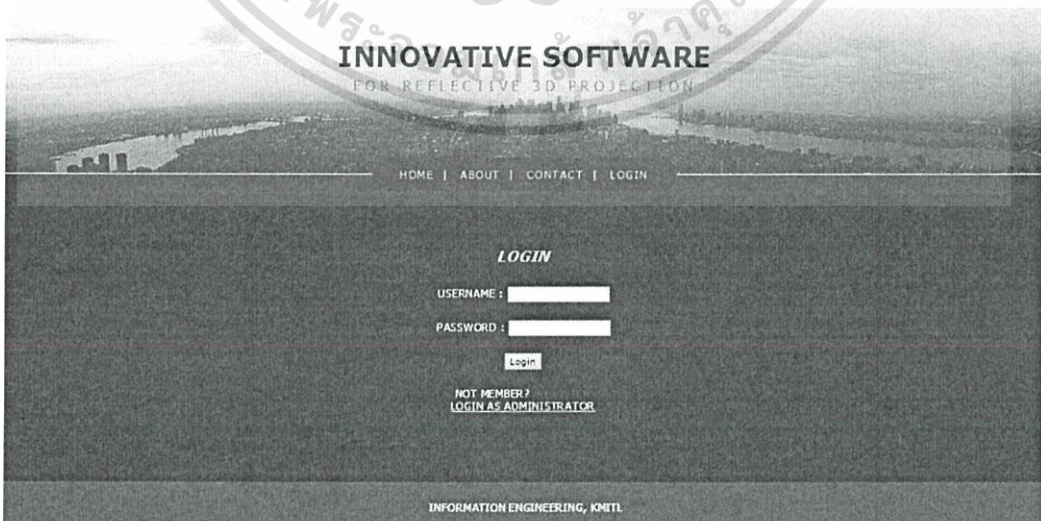 INNOVATIVE SOFTWARE
FOR REFLECTIVE 3D PROJECTION
HOME | ABOUT | CONTACT | LOGIN
LOGIN
USERNAME :
PASSWORD :
Login
NOT MEMBER?
LOGIN AS ADMINISTRATOR
INFORMATION ENGINEERING, KMITL